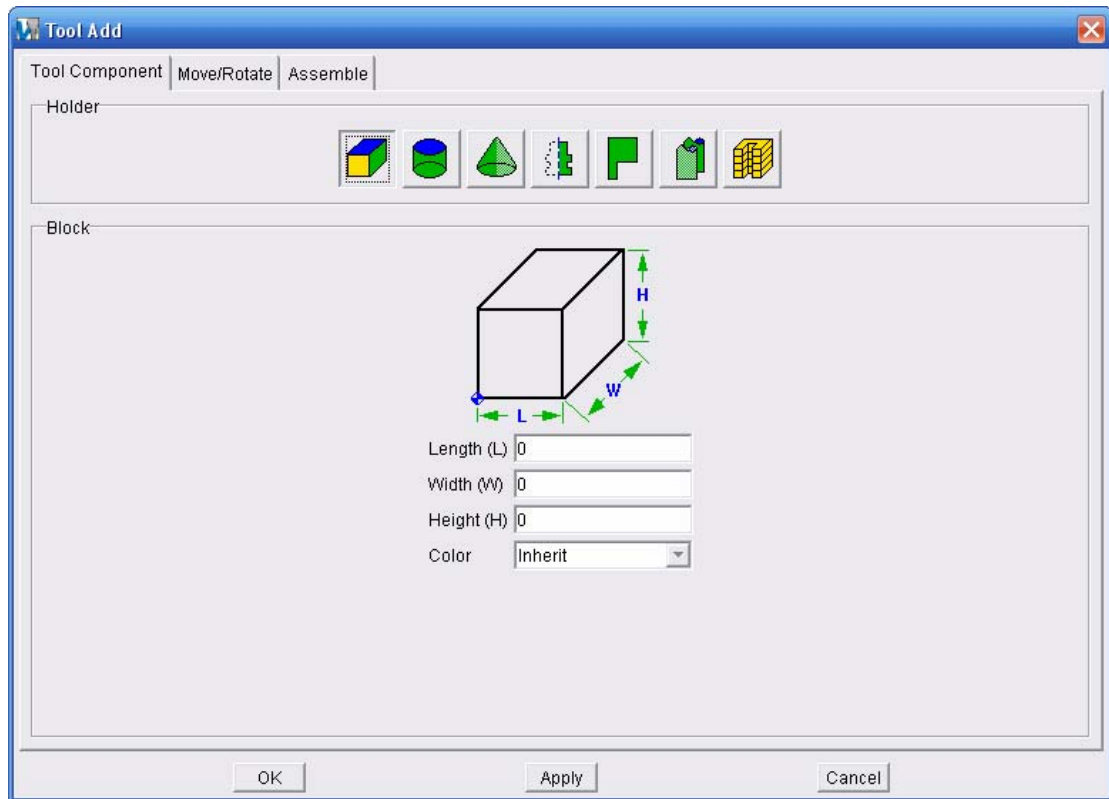 Tool Add
Tool Component Move/Rotate Assemble
Holder
Block
H
W
L
Length (L) 0
Width (W) 0
Height (H) 0
Color Inherit
OK Apply Cancel